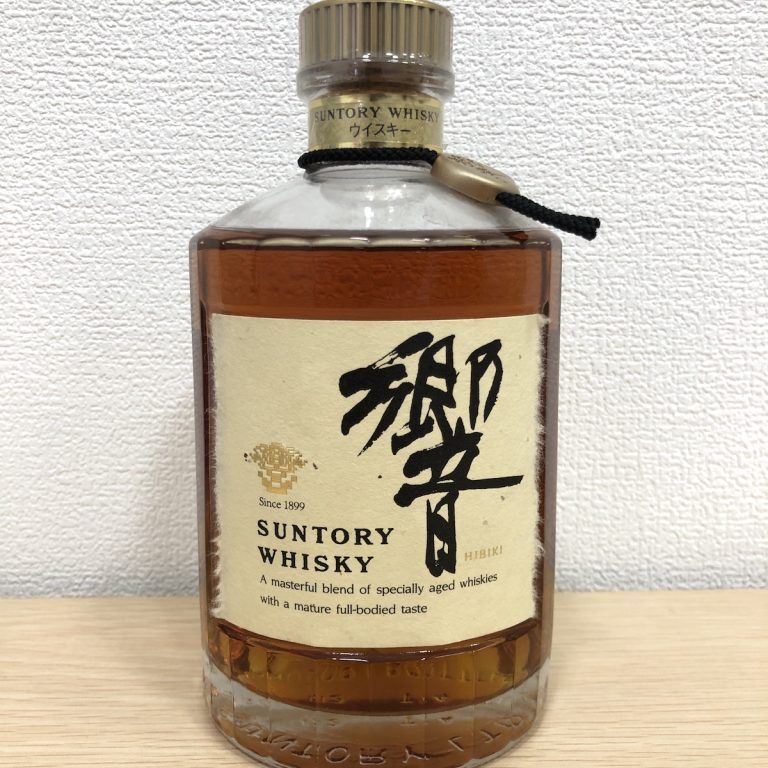 SUNTORY WHISKY
ウイスキー
響
Since 1899
SUNTORY
WHISKY
HIBIKI
A masterful blend of specially aged whiskies
with a mature full-bodied taste